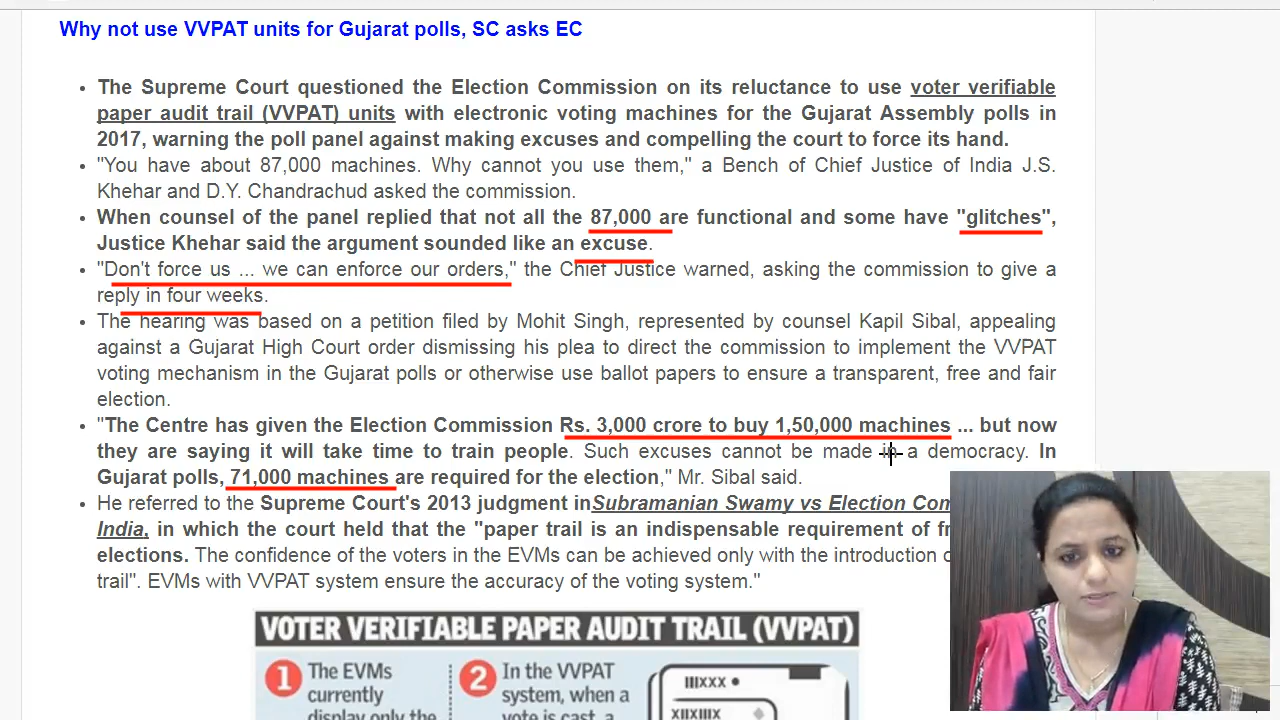 Why not use VVPAT units for Gujarat polls, SC asks EC
• The Supreme Court questioned the Election Commission on its reluctance to use voter verifiable
paper audit trail (VVPAT) units with electronic voting machines for the Gujarat Assembly polls in
2017, warning the poll panel against making excuses and compelling the court to force its hand.
• "You have about 87,000 machines. Why cannot you use them," a Bench of Chief Justice of India J.S.
Khehar and D.Y. Chandrachud asked the commission.
• When counsel of the panel replied that not all the 87,000 are functional and some have "glitches",
Justice Khehar said the argument sounded like an excuse.
• "Don't force us ... we can enforce our orders," the Chief Justice warned, asking the commission to give a
reply in four weeks.
• The hearing was based on a petition filed by Mohit Singh, represented by counsel Kapil Sibal, appealing
against a Gujarat High Court order dismissing his plea to direct the commission to implement the VVPAT
voting mechanism in the Gujarat polls or otherwise use ballot papers to ensure a transparent, free and fair
election.
• "The Centre has given the Election Commission Rs. 3,000 crore to buy 1,50,000 machines ... but now
they are saying it will take time to train people. Such excuses cannot be made in a democracy. In
Gujarat polls, 71,000 machines are required for the election," Mr. Sibal said.
• He referred to the Supreme Court's 2013 judgment in Subramanian Swamy vs Election Com
India, in which the court held that the "paper trail is an indispensable requirement of f
elections. The confidence of the voters in the EVMs can be achieved only with the introduction
trail". EVMs with VVPAT system ensure the accuracy of the voting system."
VOTER VERIFIABLE PAPER AUDIT TRAIL (VVPAT)
1 The EVMs
currently
display only the
2 In the VVPAT
system, when a
vote is cast, a
IIIXXX •
XIIXIIIX